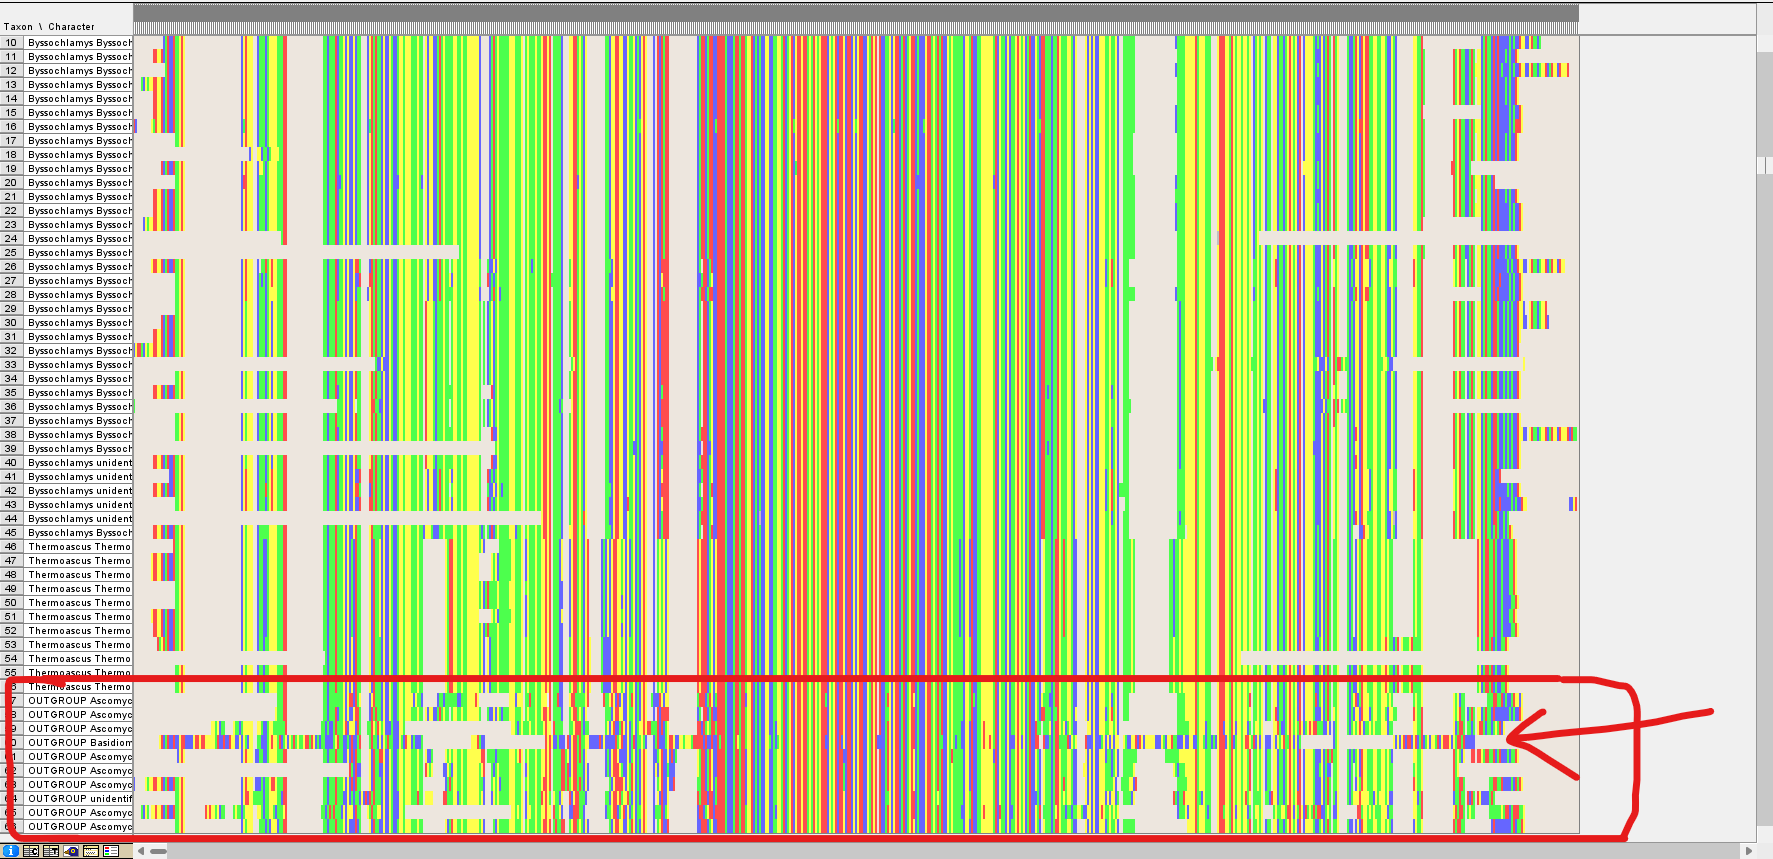 Taxon \ Character
10 Byssochlamys Byssoch
11 Byssochlamys Byssoch
12 Byssochlamys Byssoch
13 Byssochlamys Byssoch
14 Byssochlamys Byssoch
15 Byssochlamys Byssoch
16 Byssochlamys Byssoch
17 Byssochlamys Byssoch
18 Byssochlamys Byssoch
19 Byssochlamys Byssoch
20 Byssochlamys Byssoch
21 Byssochlamys Byssoch
22 Byssochlamys Byssoch
23 Byssochlamys Byssoch
24 Byssochlamys Byssoch
25 Byssochlamys Byssoch
26 Byssochlamys Byssoch
27 Byssochlamys Byssoch
28 Byssochlamys Byssoch
29 Byssochlamys Byssoch
30 Byssochlamys Byssoch
31 Byssochlamys Byssoch
32 Byssochlamys Byssoch
33 Byssochlamys Byssoch
34 Byssochlamys Byssoch
35 Byssochlamys Byssoch
36 Byssochlamys Byssoch
37 Byssochlamys Byssoch
38 Byssochlamys Byssoch
39 Byssochlamys Byssoch
40 Byssochlamys unident
41 Byssochlamys unident
42 Byssochlamys unident
43 Byssochlamys unident
44 Byssochlamys unident
45 Byssochlamys Byssoch
46 Thermoascus Thermo
47 Thermoascus Thermo
48 Thermoascus Thermo
49 Thermoascus Thermo
50 Thermoascus Thermo
51 Thermoascus Thermo
52 Thermoascus Thermo
53 Thermoascus Thermo
54 Thermoascus Thermo
55 Thermoascus Thermo
Thermoascus Thermo
OUTGROUP Ascomyc
OUTGROUP Ascomyc
OUTGROUP Ascomyc
OUTGROUP Basidiom
OUTGROUP Ascomyc
OUTGROUP Ascomyc
OUTGROUP Ascomyc
OUTGROUP unidentif
OUTGROUP Ascomyc
OUTGROUP Ascomyc